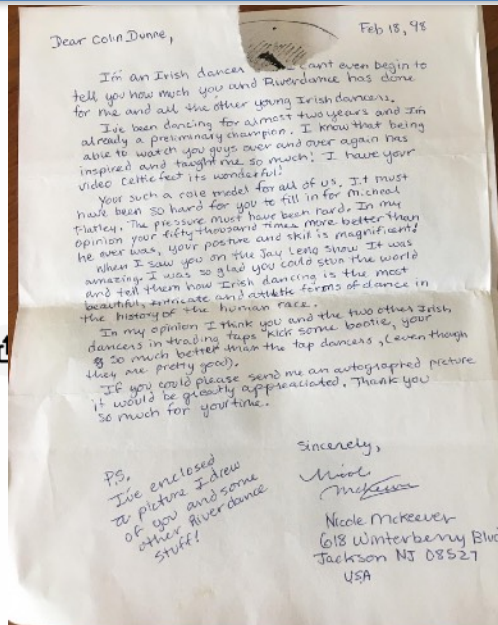 Feb 18, 98
Dear Colin Dunne,
I'm an Irish dancer cant even begin to
tell you how much you and Riverdance has done
for me and all the other young Irish dancers.
I've been dancing for almost two years and I'm
already a preliminary champion. I know that being
able to watch you guys over and over again has
inspired and taught me so much! I have your
video Celtic feet its wonderful!
Your such a role model for all of us. It must
have been so hard for you to fill in for Micheal
Flatley. The pressure must have been hard. In my
opinion your fifty thousand times more better than
he ever was, your posture and skill is magnificent!
When I saw you on the Jay Leno Show It was
amazing. I was so glad you could stun the world
and tell them how Irish dancing is the most
beautiful, intricate and athletic forms of dance in
the history of the human race.
In my opinion I think you and the two other Irish
dancers in trading taps kick some bootie, your
so much better than the tap dancers, (even though
they are pretty good).
If you could please send me an autographed picture
it would be greatly appreaciated. Thank you
so much for your time.
Sincerely,
Nicole
McKeever
P.S.
I've enclosed
a picture I drew
of you and some
other Riverdance
stuff!
Nicole McKeever
618 Winterberry Blvd
Jackson NJ 08527
USA